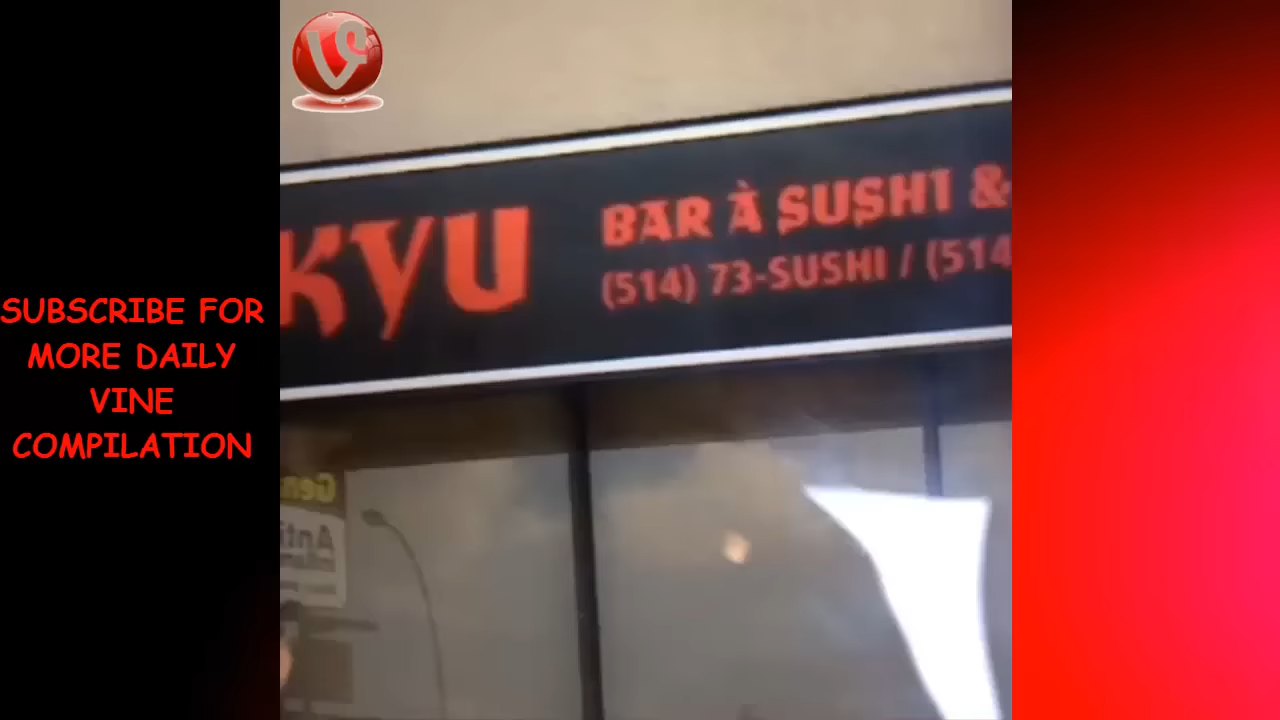 SUBSCRIBE FOR
MORE DAILY
VINE
COMPILATION
KYU
BAR À SUSHI &
(514) 73-SUSHI / (514